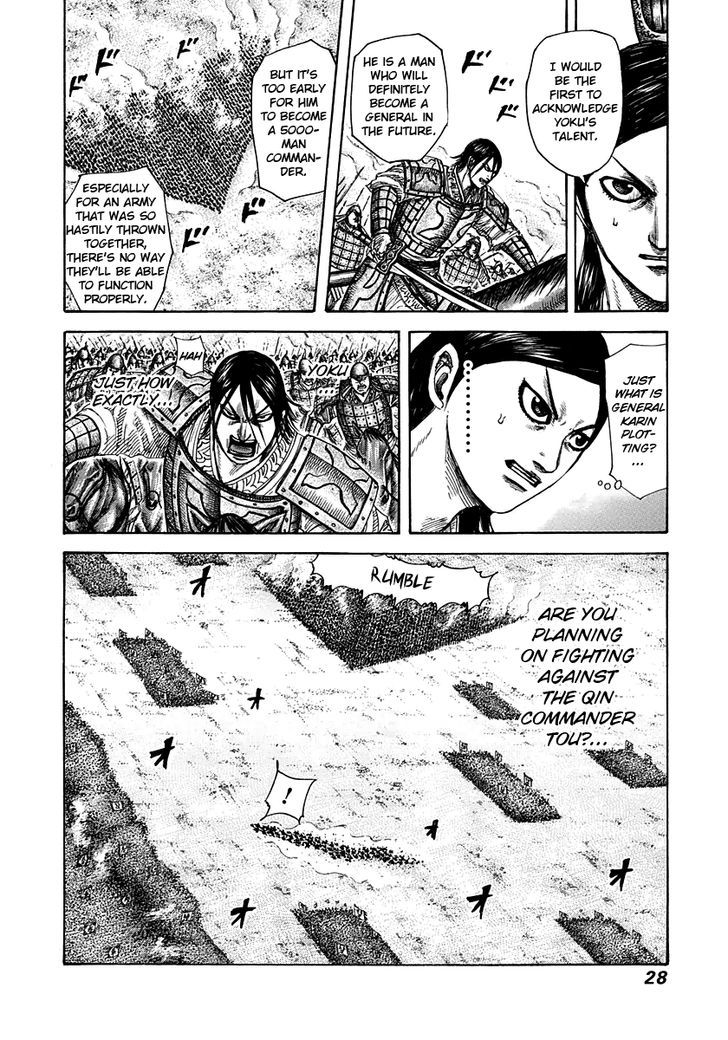 I WOULD
BE THE
FIRST TO
ACKNOWLEDGE
YOKU'S
TALENT.
HE IS A MAN
WHO WILL
DEFINITELY
BECOME A
GENERAL IN
THE FUTURE.
ドド
BUT IT'S
TOO EARLY
FOR HIM
TO BECOME
A 5000-
MAN
COMMAN-
DER.
ドド
ドド
ESPECIALLY
FOR AN ARMY
THAT WAS SO
HASTILY THROWN
TOGETHER,
THERE'S NO WAY
THEY'LL BE ABLE
TO FUNCTION
PROPERLY.
JUST
WHAT IS
GENERAL
KARIN
PLOT-
TING?
...
YOKU
...
HAH
JUST HOW
EXACTLY...!
RUMBLE
ARE YOU
PLANNING
ON FIGHTING
AGAINST
THE QIN
COMMANDER
TOU?...
オ
オ
オ
!
オ
オ
オ
28